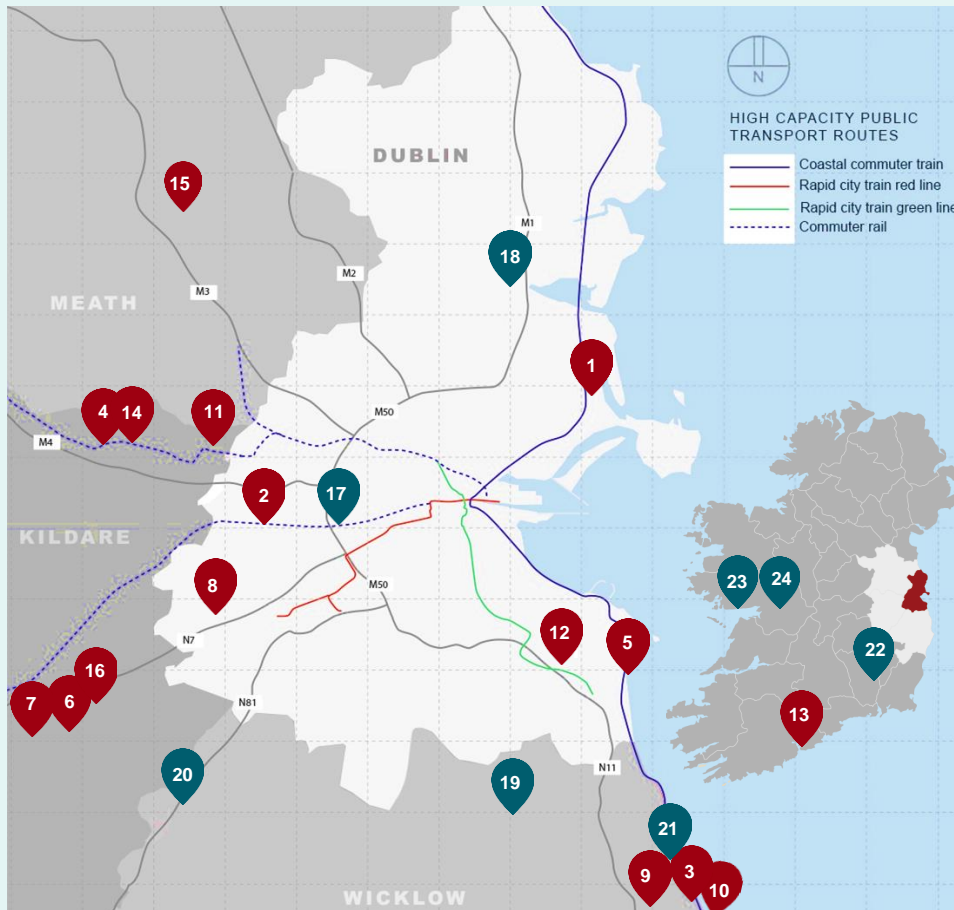 DUBLIN
N
HIGH CAPACITY PUBLIC
TRANSPORT ROUTES
Coastal commuter train
Rapid city train red line
Rapid city train green line
Commuter rail
15
M1
18
M2
M3
MEATH
1
4
14
11
M50
M4
2
17
KILDARE
8
M50
23
24
12
5
N7
22
16
7
6
N81
13
20
19
N11
21
9
3
10
WICKLOW